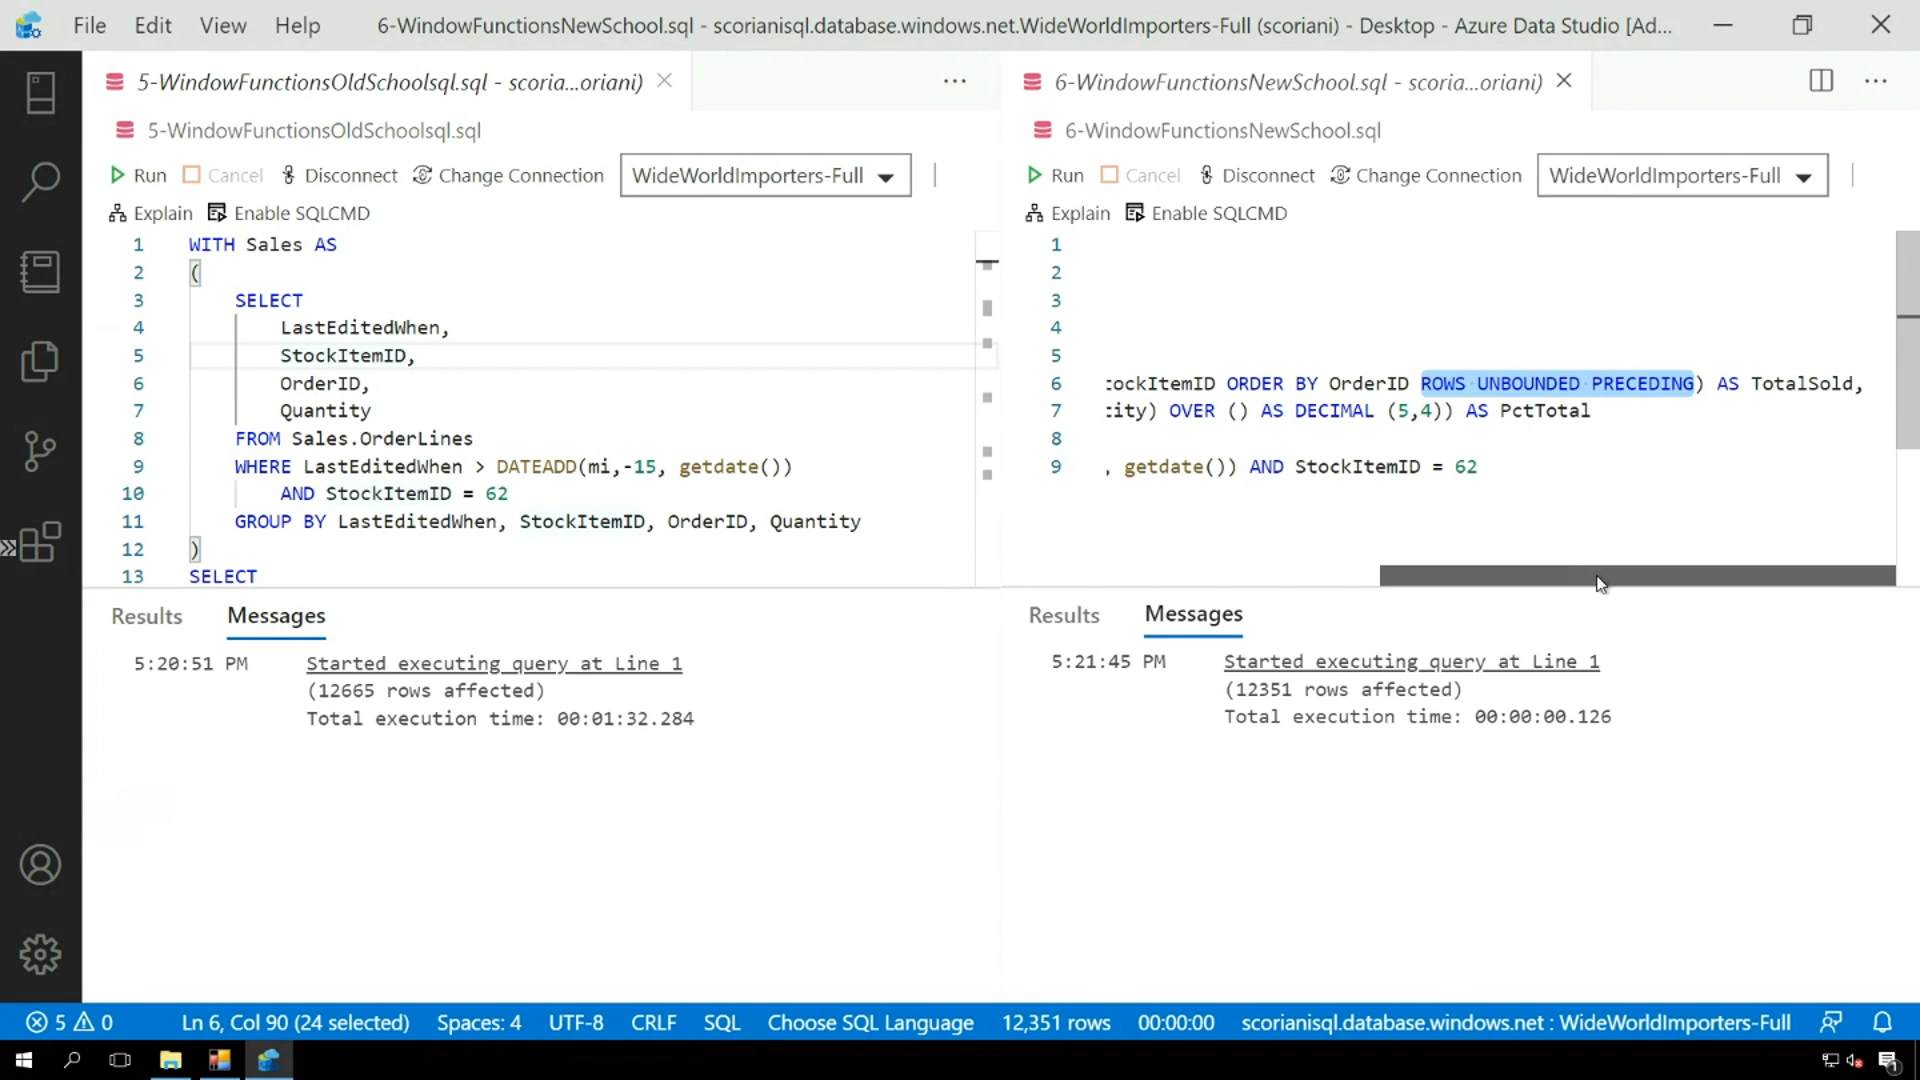 File Edit View Help 6-WindowFunctionsNewSchool.sql - scorianisql.database.windows.net.WideWorldImporters-Full (scoriani) - Desktop - Azure Data Studio [Ad...
5-WindowFunctionsOldSchoolsql.sql - scoria...oriani)
5-WindowFunctionsOldSchoolsql.sql
Run Cancel Disconnect Change Connection WideWorldImporters-Full
Explain Enable SQLCMD
1 WITH Sales AS
2 (
3 SELECT
4 LastEditedWhen,
5 StockItemID,
6 OrderID,
7 Quantity
8 FROM Sales.OrderLines
9 WHERE LastEditedWhen > DATEADD(mi,-15, getdate())
10 AND StockItemID = 62
11 GROUP BY LastEditedWhen, StockItemID, OrderID, Quantity
12 )
13 SELECT
Results Messages
5:20:51 PM Started executing query at Line 1
(12665 rows affected)
Total execution time: 00:01:32.284
6-WindowFunctionsNewSchool.sql - scoria...oriani)
6-WindowFunctionsNewSchool.sql
Run Cancel Disconnect Change Connection WideWorldImporters-Full
Explain Enable SQLCMD
1
2
3
4
5
6 tockItemID ORDER BY OrderID ROWS UNBOUNDED PRECEDING) AS TotalSold,
7 tity) OVER () AS DECIMAL (5,4)) AS PctTotal
8
9 , getdate()) AND StockItemID = 62
Results Messages
5:21:45 PM Started executing query at Line 1
(12351 rows affected)
Total execution time: 00:00:00.126
5 0 Ln 6, Col 90 (24 selected) Spaces: 4 UTF-8 CRLF SQL Choose SQL Language 12,351 rows 00:00:00 scorianisql.database.windows.net : WideWorldImporters-Full
1